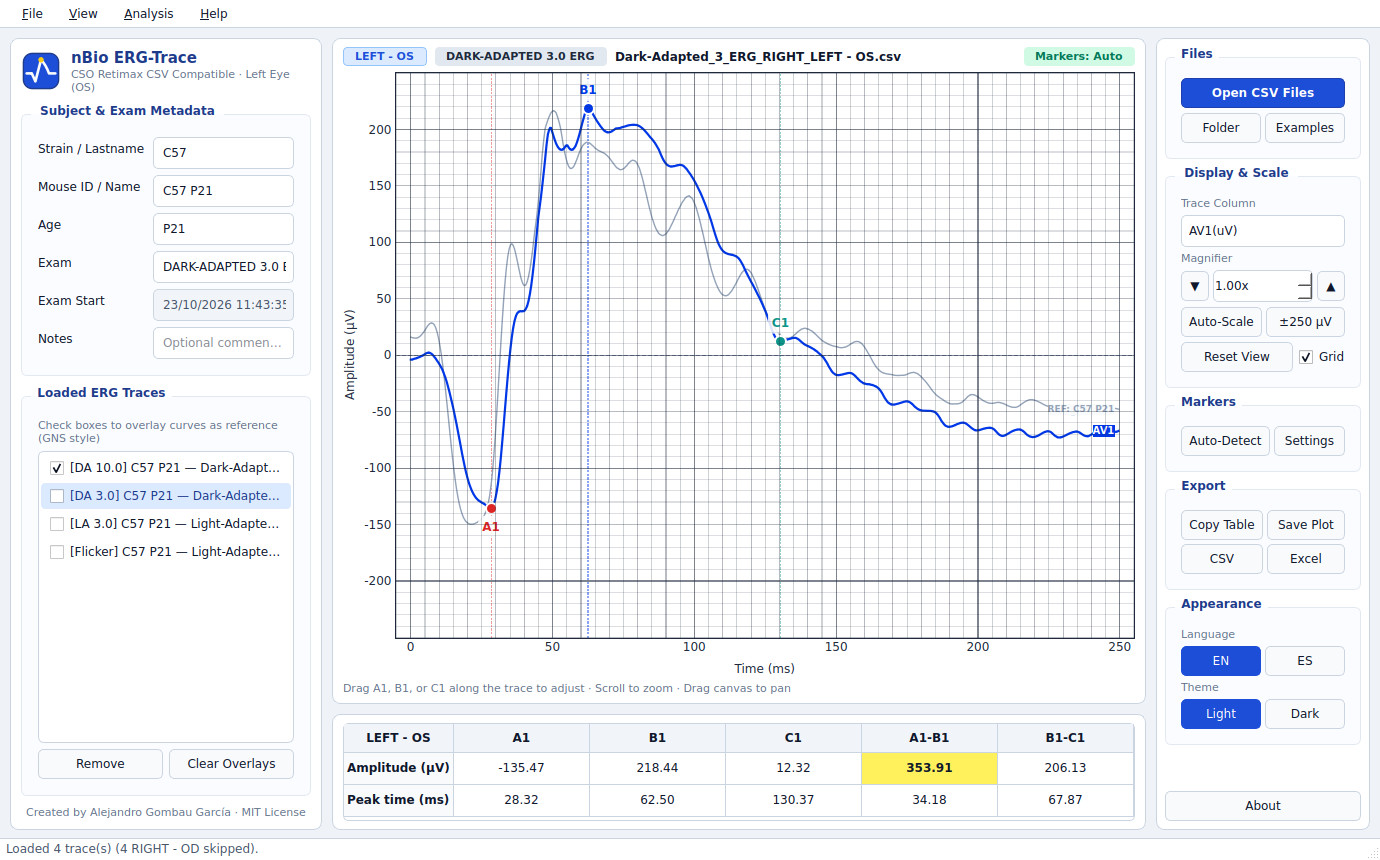 File View Analysis Help
nBio ERG-Trace
CSO Retimax CSV Compatible · Left Eye
(OS)
Subject & Exam Metadata
Strain / Lastname C57
Mouse ID / Name C57 P21
Age P21
Exam DARK-ADAPTED 3.0 E
Exam Start 23/10/2026 11:43:35
Notes Optional commen...
Loaded ERG Traces
Check boxes to overlay curves as reference
(GNS style)
[DA 10.0] C57 P21 — Dark-Adapt...
[DA 3.0] C57 P21 — Dark-Adapte...
[LA 3.0] C57 P21 — Light-Adapte...
[Flicker] C57 P21 — Light-Adapte...
Remove Clear Overlays
Created by Alejandro Gombau García · MIT License
LEFT - OS DARK-ADAPTED 3.0 ERG Dark-Adapted_3_ERG_RIGHT_LEFT - OS.csv Markers: Auto
B1
200
150
100
50
C1
0
-50
REF: C57 P21~
AV1
-100
-150
A1
-200
Amplitude (µV)
0 50 100 150 200 250
Time (ms)
Drag A1, B1, or C1 along the trace to adjust · Scroll to zoom · Drag canvas to pan
LEFT - OS A1 B1 C1 A1-B1 B1-C1
Amplitude (µV) -135.47 218.44 12.32 353.91 206.13
Peak time (ms) 28.32 62.50 130.37 34.18 67.87
Files
Open CSV Files
Folder Examples
Display & Scale
Trace Column
AV1(uV)
Magnifier
▼ 1.00x ▲
Auto-Scale ±250 µV
Reset View Grid
Markers
Auto-Detect Settings
Export
Copy Table Save Plot
CSV Excel
Appearance
Language
EN ES
Theme
Light Dark
About
Loaded 4 trace(s) (4 RIGHT - OD skipped).